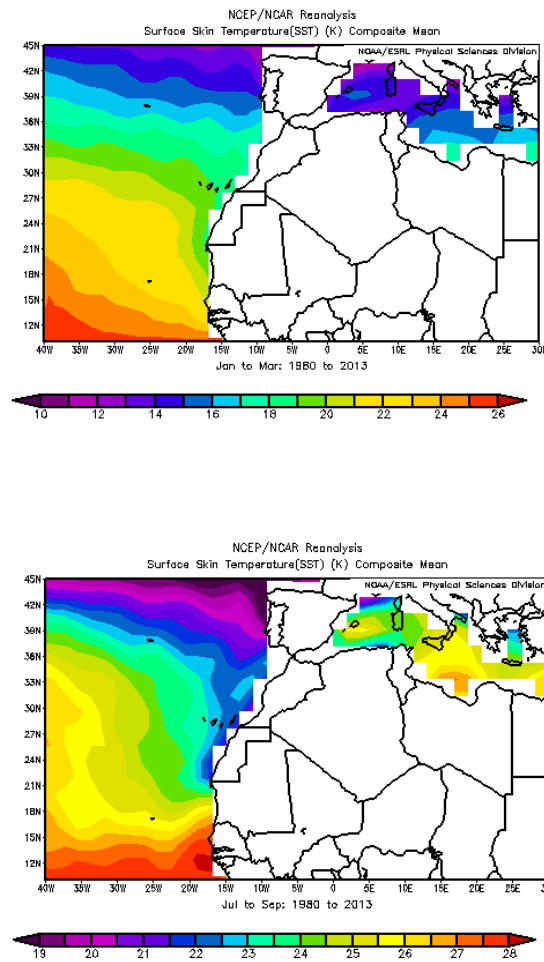 NCEP/NCAR Reanalysis
Surface Skin Temperature(SST) (K) Composite Mean
NOAA/ESRL Physical Sciences Division
45N
42N
39N
36N
33N
30N
27N
24N
21N
18N
15N
12N
40W 35W 30W 25W 20W 15W 10W 5W 0 5E 10E 15E 20E 25E 30E
Jan to Mar: 1980 to 2013
10 12 14 16 18 20 22 24 26
NCEP/NCAR Reanalysis
Surface Skin Temperature(SST) (K) Composite Mean
NOAA/ESRL Physical Sciences Division
45N
42N
39N
36N
33N
30N
27N
24N
21N
18N
15N
12N
40W 35W 30W 25W 20W 15W 10W 5W 0 5E 10E 15E 20E 25E 30E
Jul to Sep: 1980 to 2013
19 20 21 22 23 24 25 26 27 28